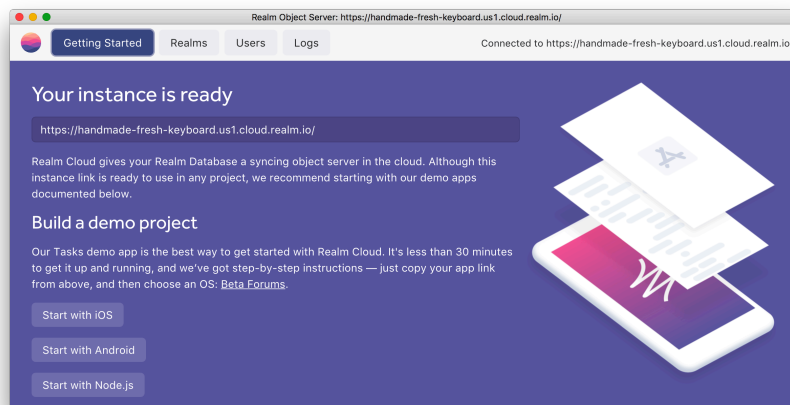 Realm Object Server: https://handmade-fresh-keyboard.us1.cloud.realm.io/
Getting Started
Realms
Users
Logs
Connected to https://handmade-fresh-keyboard.us1.cloud.realm.io
Your instance is ready
https://handmade-fresh-keyboard.us1.cloud.realm.io/
Realm Cloud gives your Realm Database a syncing object server in the cloud. Although this
instance link is ready to use in any project, we recommend starting with our demo apps
documented below.
Build a demo project
Our Tasks demo app is the best way to get started with Realm Cloud. It's less than 30 minutes
to get it up and running, and we've got step-by-step instructions — just copy your app link
from above, and then choose an OS: Beta Forums.
Start with iOS
Start with Android
Start with Node.js